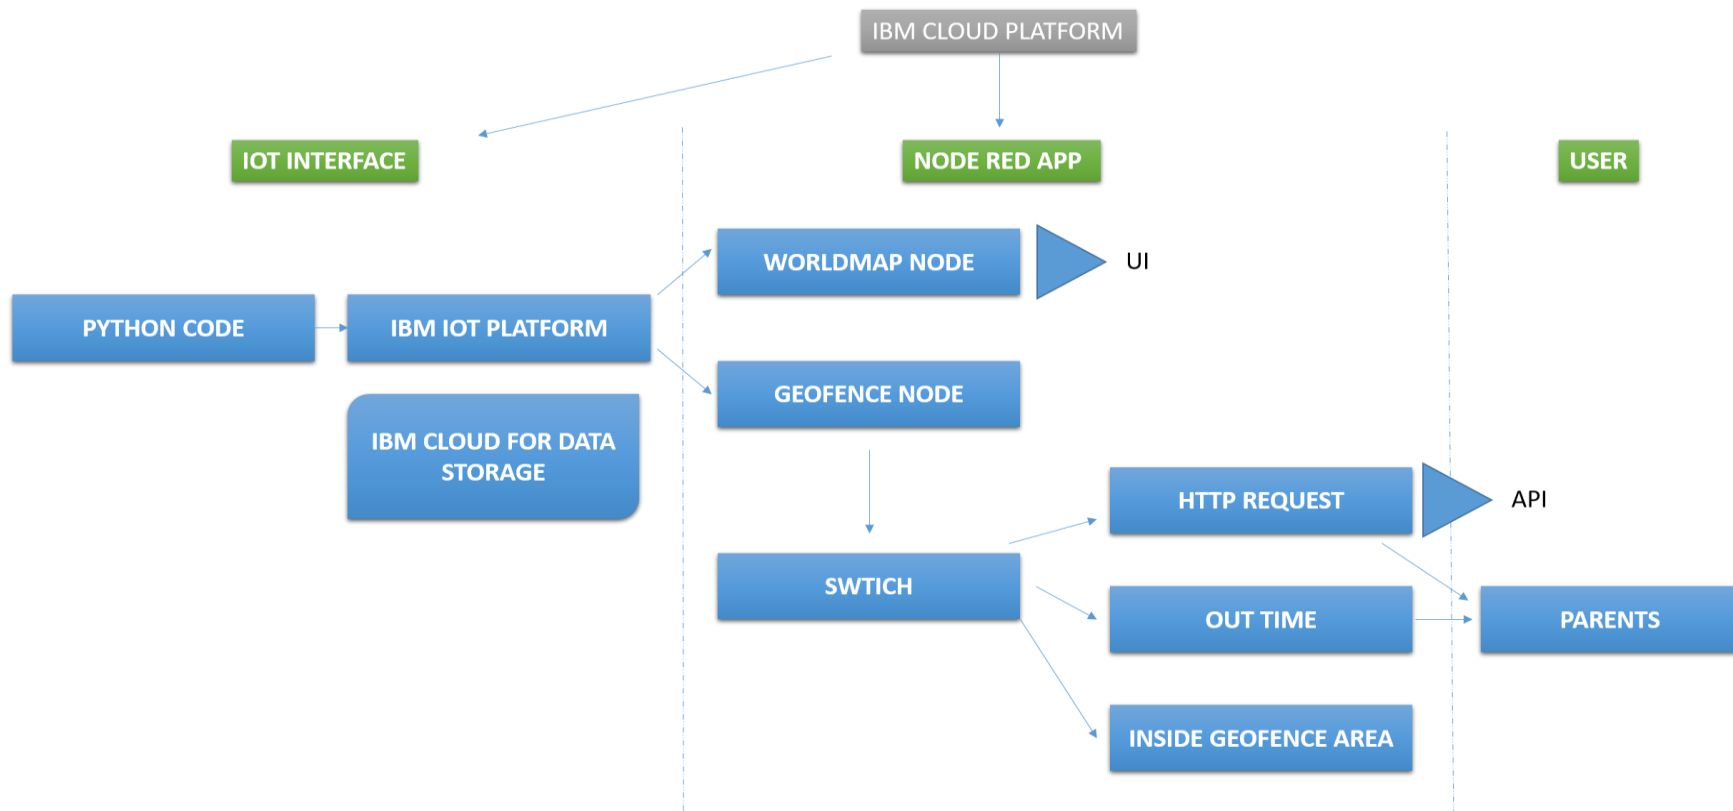 IBM CLOUD PLATFORM
IOT INTERFACE
NODE RED APP
USER
WORLDMAP NODE
UI
PYTHON CODE
IBM IOT PLATFORM
GEOFENCE NODE
IBM CLOUD FOR DATA
STORAGE
HTTP REQUEST
API
SWTICH
OUT TIME
PARENTS
INSIDE GEOFENCE AREA